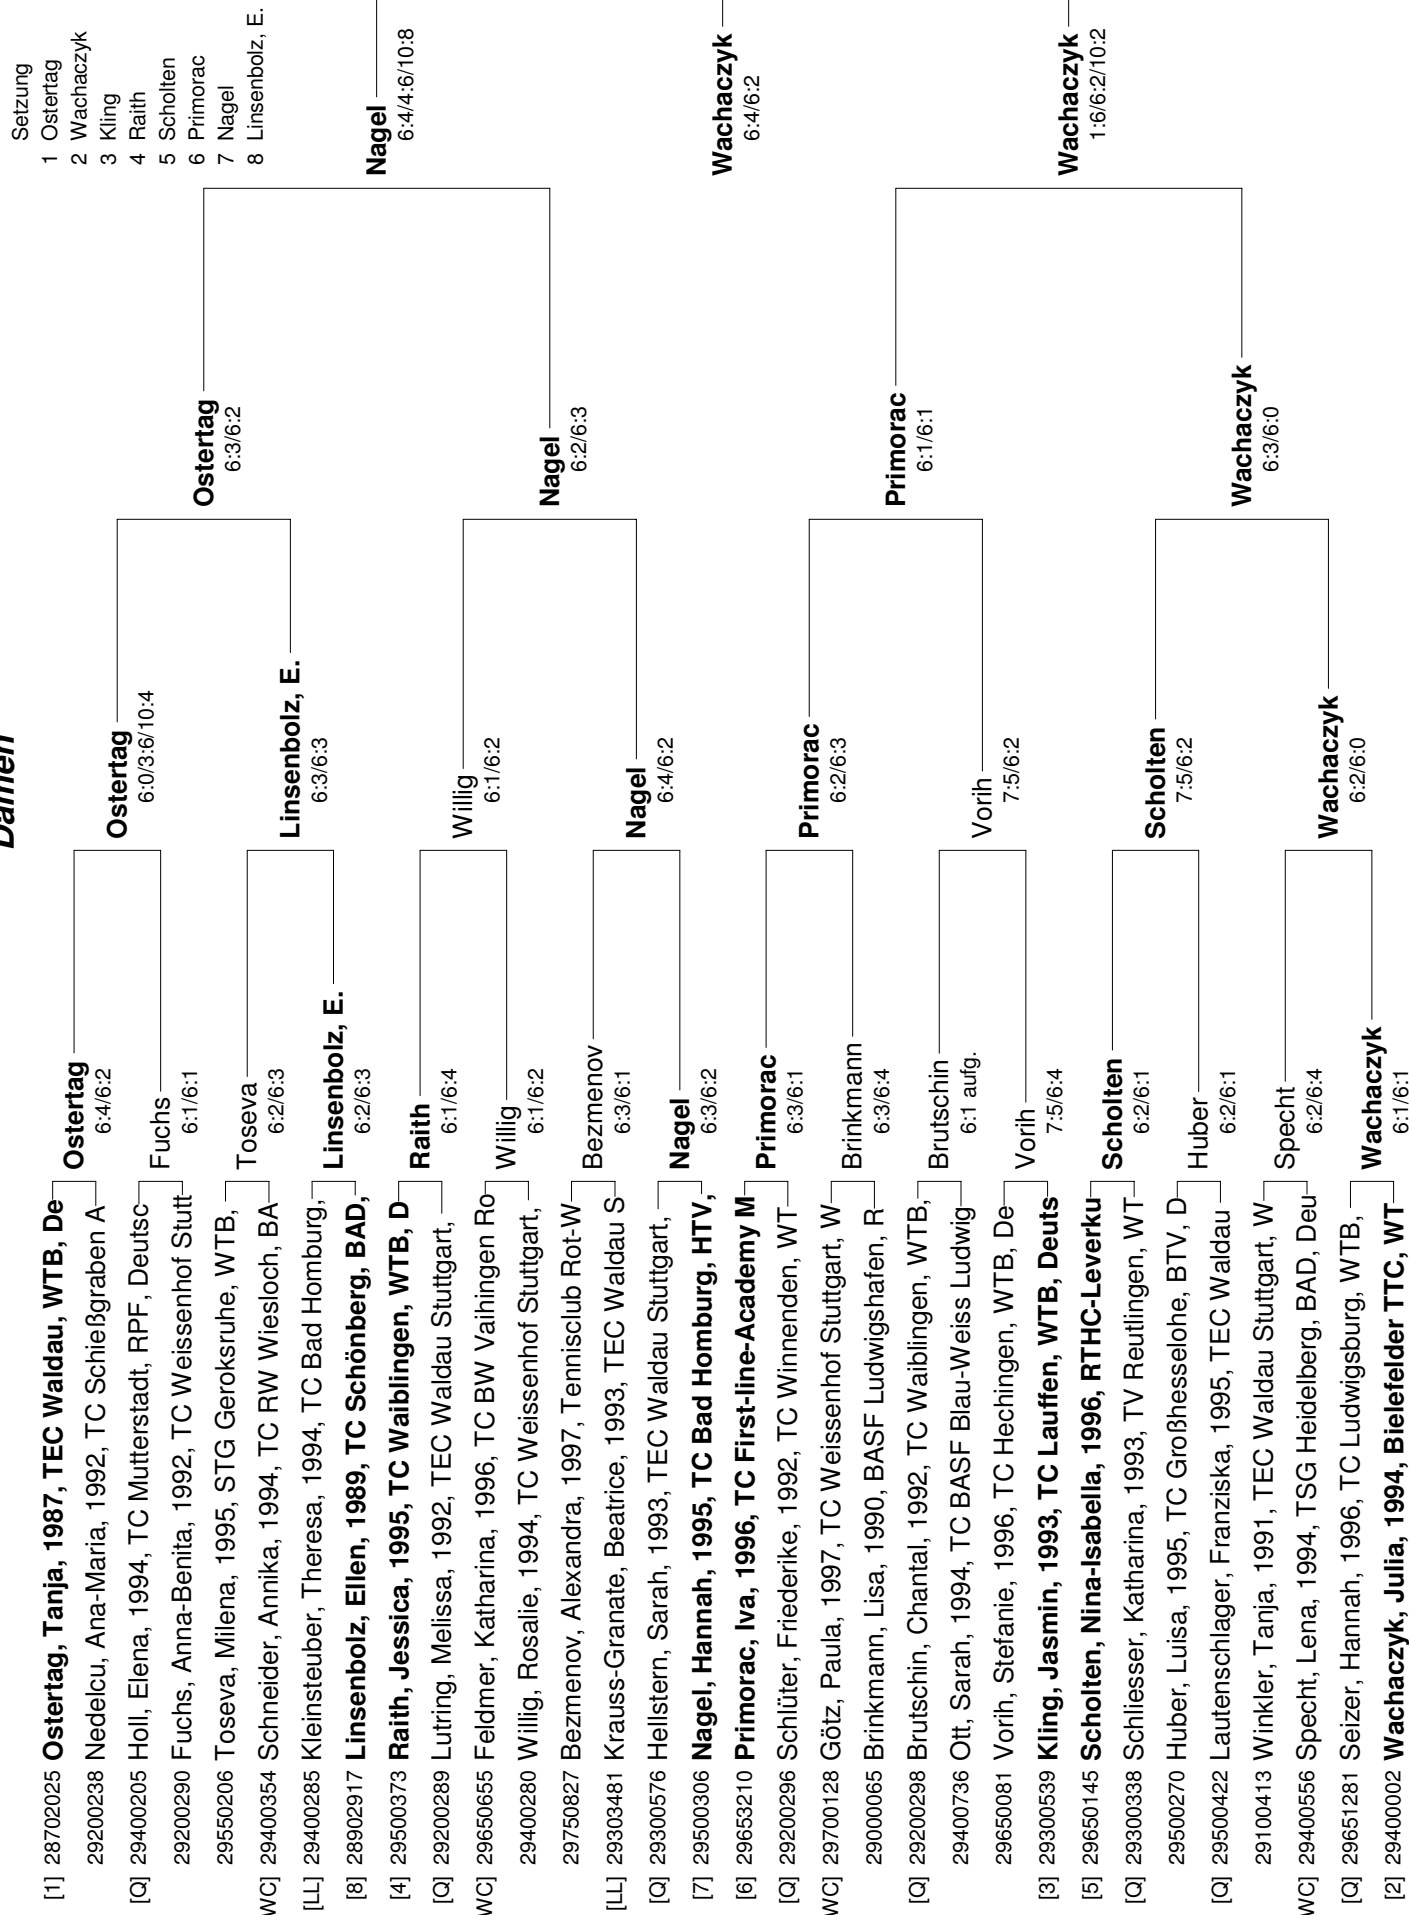 Damen
Setzung
1 Ostertag
2 Wachaczyk
3 Kling
4 Raith
5 Scholten
6 Primorac
7 Nagel
8 Linsenbolz, E.
[1] 28702025 Ostertag, Tanja, 1987, TEC Waldau, WTB, De
29200238 Nedelcu, Ana-Maria, 1992, TC Schießgraben A
[Q] 29400205 Holl, Elena, 1994, TC Mutterstadt, RPF, Deutsc
29200290 Fuchs, Anna-Benita, 1992, TC Weissenhof Stutt
29550206 Toseva, Milena, 1995, STG Geroksruhe, WTB,
WC] 29400354 Schneider, Annika, 1994, TC RW Wiesloch, BA
[LL] 29400285 Kleinsteuber, Theresa, 1994, TC Bad Homburg,
[8] 28902917 Linsenbolz, Ellen, 1989, TC Schönberg, BAD,
[4] 29500773 Raith, Jessica, 1995, TC Waiblingen, WTB, D
[Q] 29200289 Lutring, Melissa, 1992, TEC Waldau Stuttgart,
WC] 29650655 Feldmer, Katharina, 1996, TC BW Vaihingen Ro
29400280 Willig, Rosalie, 1994, TC Weissenhof Stuttgart,
29750827 Bezmenov, Alexandra, 1997, Tennisclub Rot-W
[LL] 29303481 Krauss-Granate, Beatrice, 1993, TEC Waldau S
[Q] 29300576 Hellstern, Sarah, 1993, TEC Waldau Stuttgart,
[7] 29500306 Nagel, Hannah, 1995, TC Bad Homburg, HTV,
[6] 29653210 Primorac, Iva, 1996, TC First-line-Academy M
[Q] 29200296 Schlüter, Friederike, 1992, TC Winnenden, WT
WC] 29700128 Götz, Paula, 1997, TC Weissenhof Stuttgart, W
29000065 Brinkmann, Lisa, 1990, BASF Ludwigshafen, R
[Q] 29200298 Brutschin, Chantal, 1992, TC Waiblingen, WTB,
29400736 Ott, Sarah, 1994, TC BASF Blau-Weiss Ludwig
29650081 Vorih, Stefanie, 1996, TC Hechingen, WTB, De
[3] 29300539 Kling, Jasmin, 1993, TC Lauffen, WTB, Deuts
[5] 29650145 Scholten, Nina-Isabella, 1996, RTHC-Leverku
[Q] 29300338 Schliesser, Katharina, 1993, TV Reutlingen, WT
29500270 Huber, Luisa, 1995, TC Großhesselohe, BTV, D
[Q] 29500422 Lautenschlager, Franziska, 1995, TEC Waldau
29100413 Winkler, Tanja, 1991, TEC Waldau Stuttgart, W
WC] 29400556 Specht, Lena, 1994, TSG Heidelberg, BAD, Deu
[Q] 29651281 Seizer, Hannah, 1996, TC Ludwigsburg, WTB,
[2] 29400002 Wachaczyk, Julia, 1994, Bielefelder TTC, WT
Ostertag
6:4/6:2
Fuchs
6:1/6:1
Toseva
6:2/6:3
Linsenbolz, E.
6:2/6:3
Raith
6:1/6:4
Willig
6:1/6:2
Bezmenov
6:3/6:1
Nagel
6:3/6:2
Primorac
6:3/6:1
Brinkmann
6:3/6:4
Brutschin
6:1 aufg.
Vorih
7:5/6:4
Scholten
6:2/6:1
Huber
6:2/6:1
Specht
6:2/6:4
Wachaczyk
6:1/6:1
Ostertag
6:0/3:6/10:4
Linsenbolz, E.
6:3/6:3
Willig
6:1/6:2
Nagel
6:4/6:2
Primorac
6:2/6:3
Vorih
7:5/6:2
Scholten
7:5/6:2
Wachaczyk
6:2/6:0
Ostertag
6:3/6:2
Nagel
6:2/6:3
Primorac
6:1/6:1
Wachaczyk
6:3/6:0
Nagel
6:4/4:6/10:8
Wachaczyk
1:6/6:2/10:2
Wachaczyk
6:4/6:2